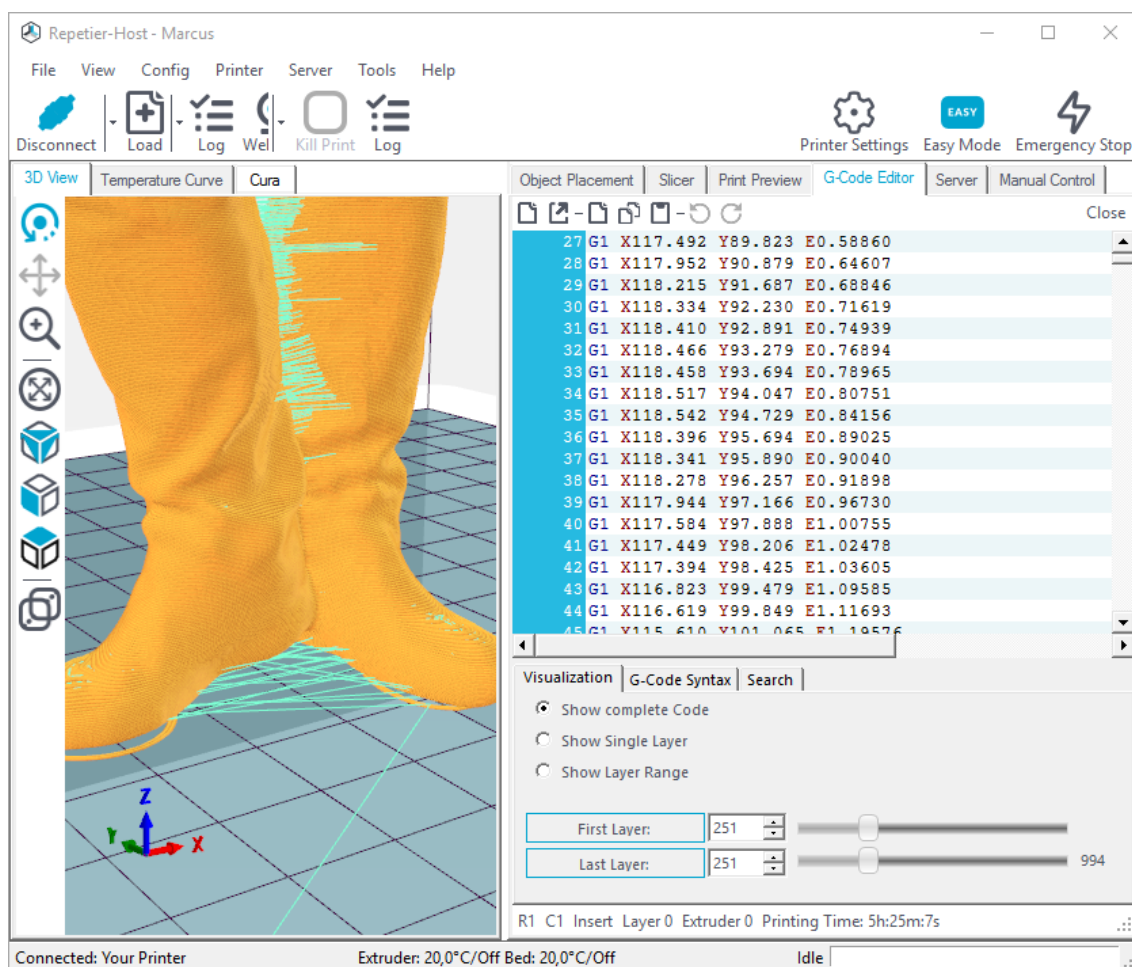 Repetier-Host - Marcus
File View Config Printer Server Tools Help
Disconnect Load Log Wel Kill Print Log Printer Settings EASY Easy Mode Emergency Stop
3D View Temperature Curve Cura
Object Placement Slicer Print Preview G-Code Editor Server Manual Control
Close
27 G1 X117.492 Y89.823 E0.58860
28 G1 X117.952 Y90.879 E0.64607
29 G1 X118.215 Y91.687 E0.68846
30 G1 X118.334 Y92.230 E0.71619
31 G1 X118.410 Y92.891 E0.74939
32 G1 X118.466 Y93.279 E0.76894
33 G1 X118.458 Y93.694 E0.78965
34 G1 X118.517 Y94.047 E0.80751
35 G1 X118.542 Y94.729 E0.84156
36 G1 X118.396 Y95.694 E0.89025
37 G1 X118.341 Y95.890 E0.90040
38 G1 X118.278 Y96.257 E0.91898
39 G1 X117.944 Y97.166 E0.96730
40 G1 X117.584 Y97.888 E1.00755
41 G1 X117.449 Y98.206 E1.02478
42 G1 X117.394 Y98.425 E1.03605
43 G1 X116.823 Y99.479 E1.09585
44 G1 X116.619 Y99.849 E1.11693
45 G1 X115.610 Y101.065 E1.19576
Visualization G-Code Syntax Search
Show complete Code
Show Single Layer
Show Layer Range
First Layer: 251
Last Layer: 251 994
Z
Y
X
R1 C1 Insert Layer 0 Extruder 0 Printing Time: 5h:25m:7s
Connected: Your Printer Extruder: 20,0°C/Off Bed: 20,0°C/Off Idle